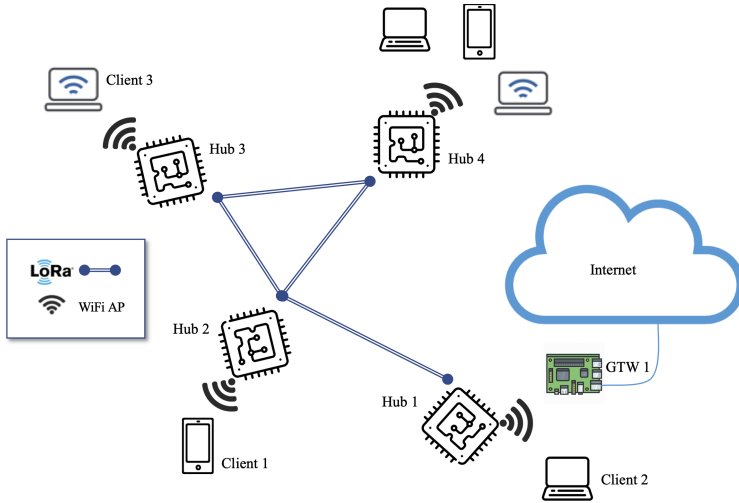 Client 3
Hub 3
Hub 4
LoRa
WiFi AP
Internet
Hub 2
GTW 1
Hub 1
Client 1
Client 2